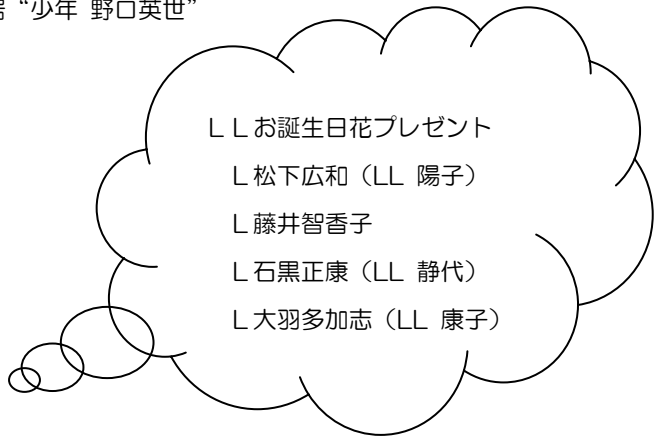 “少年 野口英世”
ＬＬお誕生日花プレゼント
Ｌ松下広和（LL 陽子）
Ｌ藤井智香子
Ｌ石黒正康（LL 静代）
Ｌ大羽多加志（LL 康子）